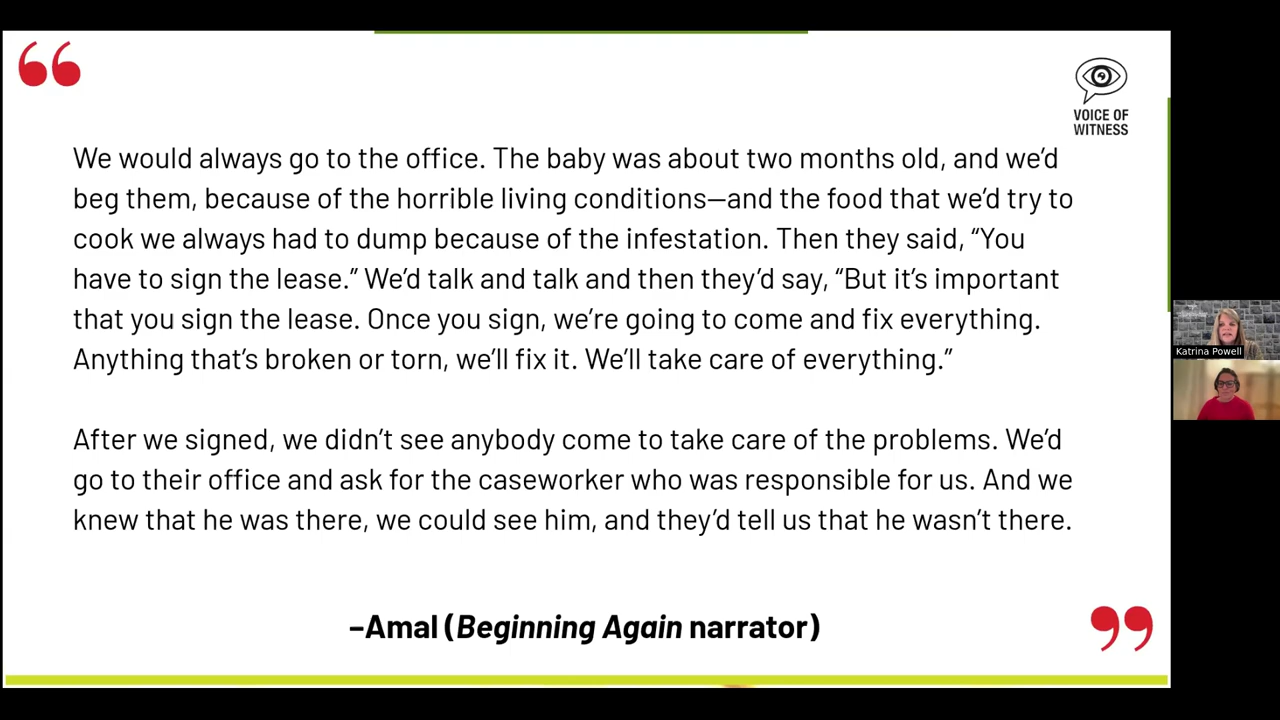 “
VOICE OF
WITNESS
We would always go to the office. The baby was about two months old, and we’d
beg them, because of the horrible living conditions—and the food that we’d try to
cook we always had to dump because of the infestation. Then they said, “You
have to sign the lease.” We’d talk and talk and then they’d say, “But it’s important
that you sign the lease. Once you sign, we’re going to come and fix everything.
Anything that’s broken or torn, we’ll fix it. We’ll take care of everything.”
After we signed, we didn’t see anybody come to take care of the problems. We’d
go to their office and ask for the caseworker who was responsible for us. And we
knew that he was there, we could see him, and they’d tell us that he wasn’t there.
–Amal (Beginning Again narrator)
”
Katrina Powell